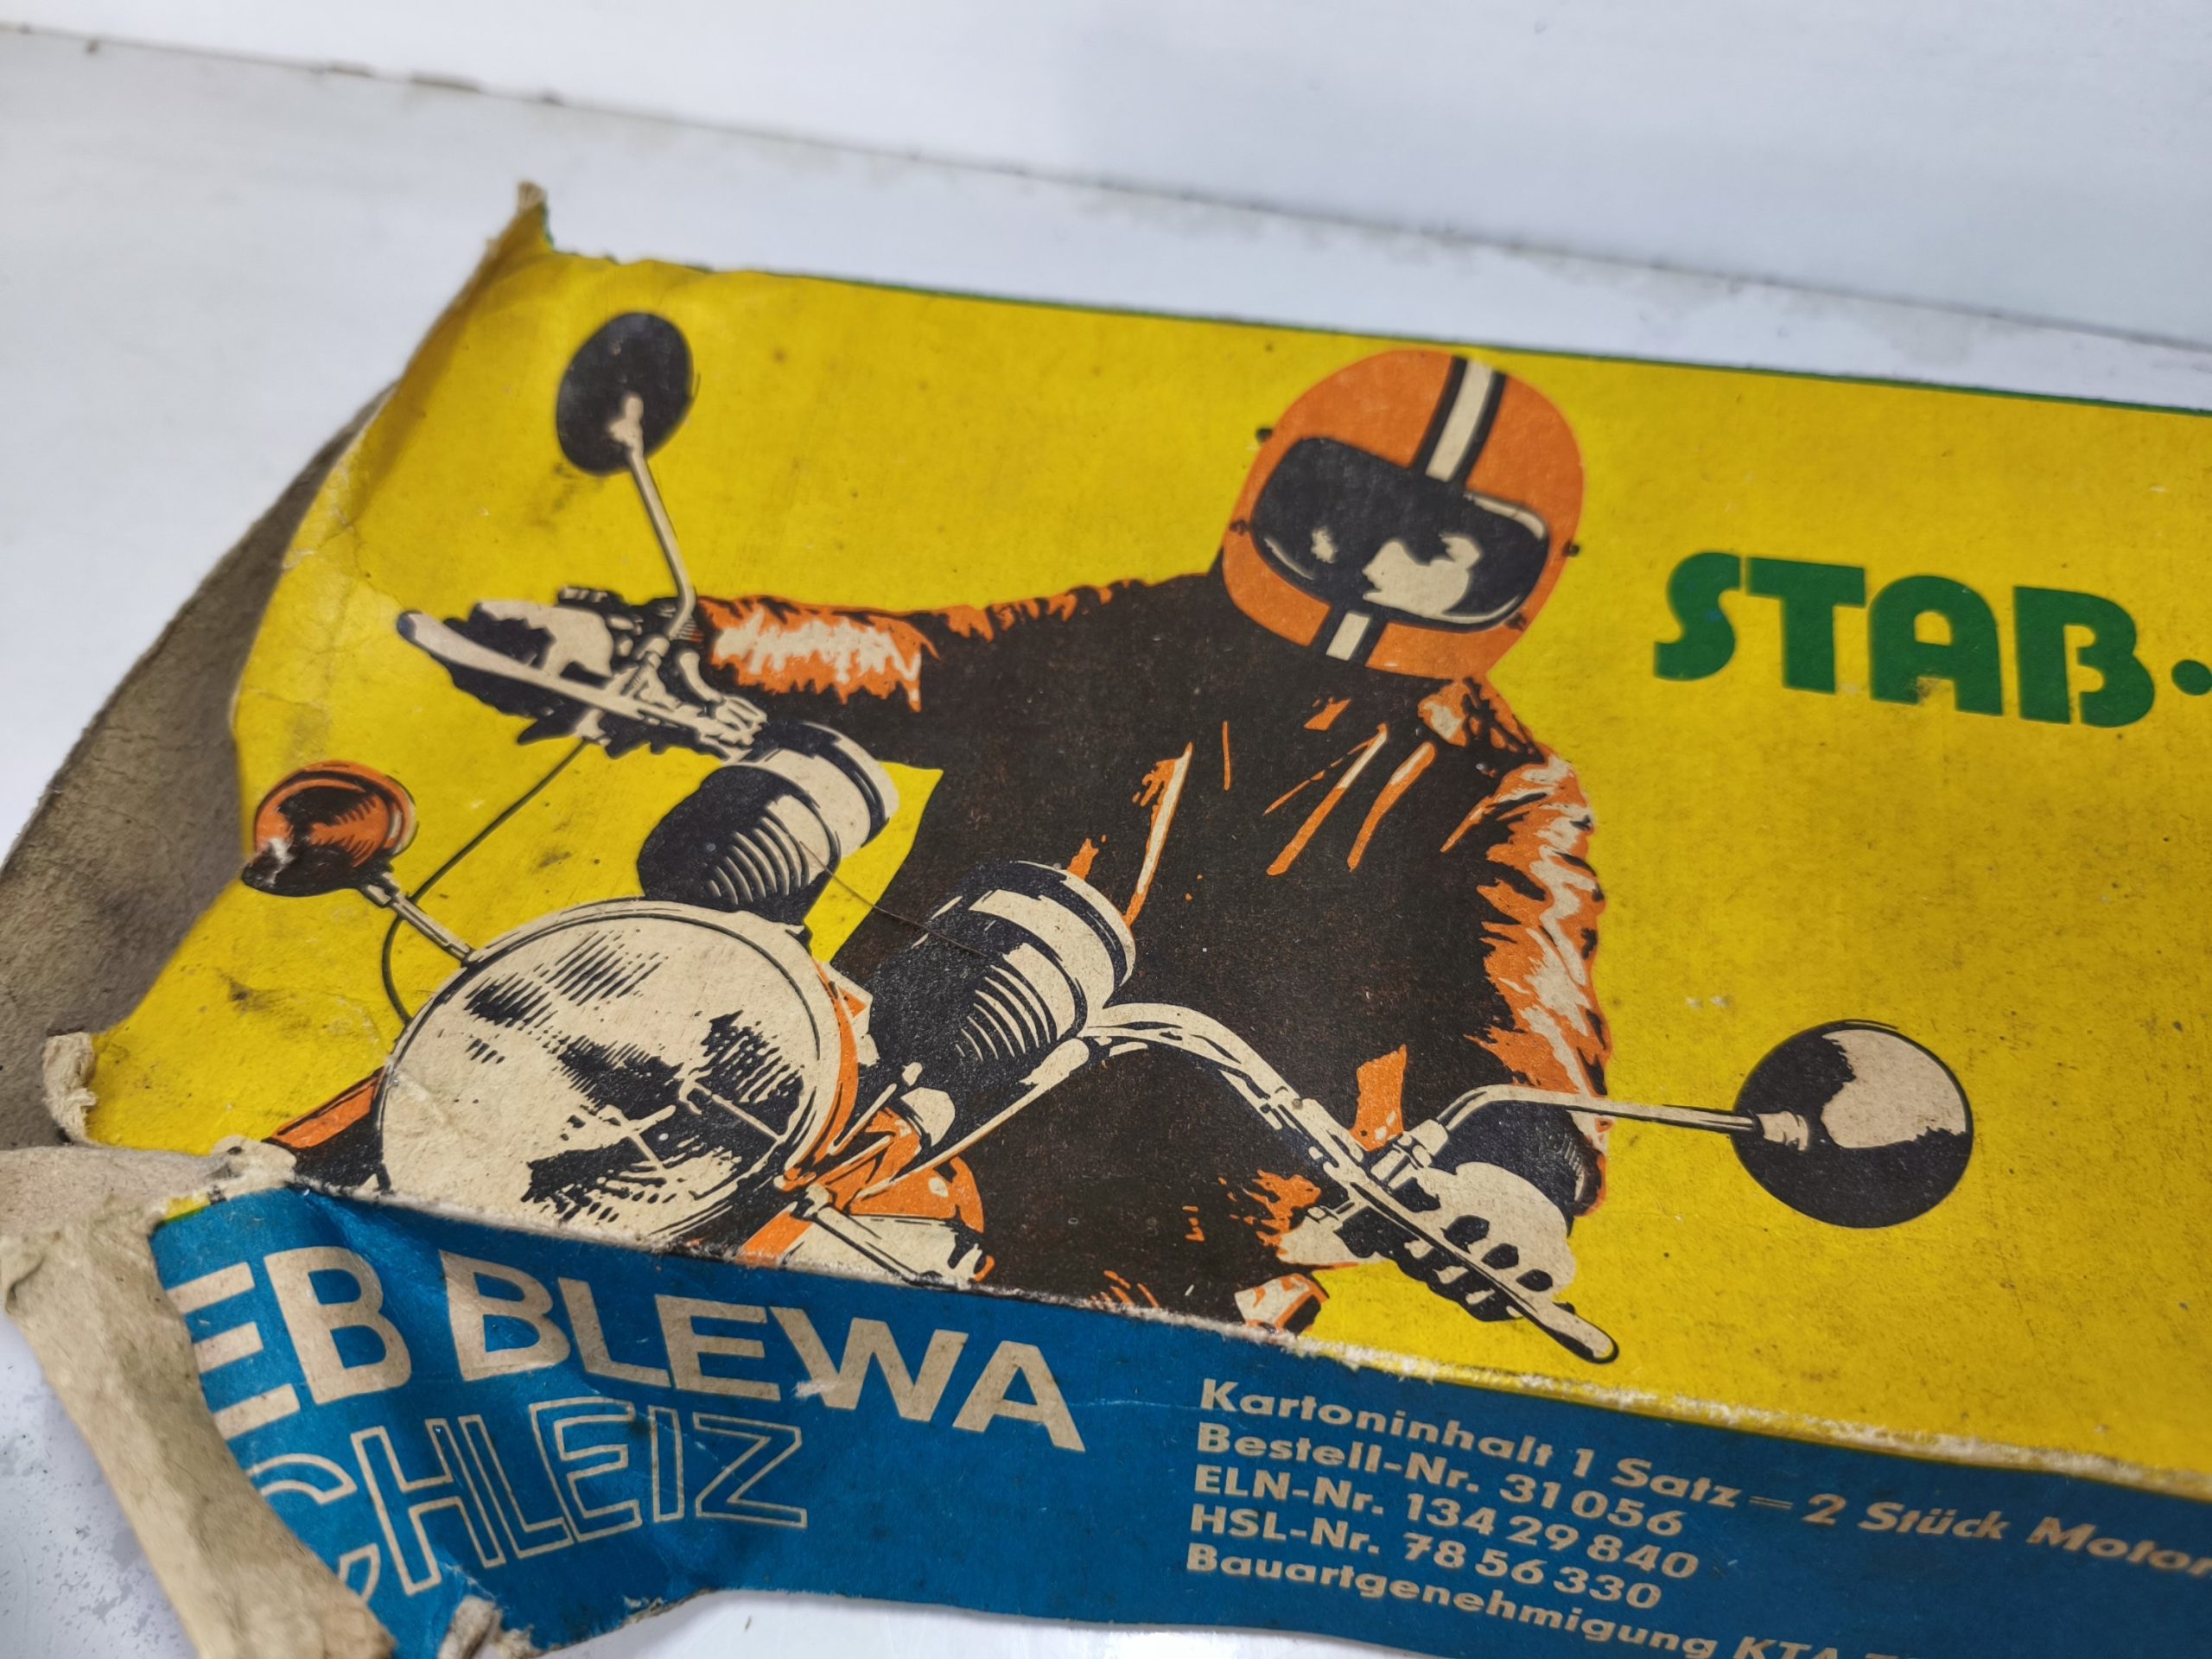 STAB·
EB BLEWA
CHLEIZ
Kartoninhalt 1 Satz = 2 Stück Motor
Bestell-Nr. 31 056
ELN-Nr. 134 29 840
HSL-Nr. 78 56 330
Bauartgenehmigung KTA